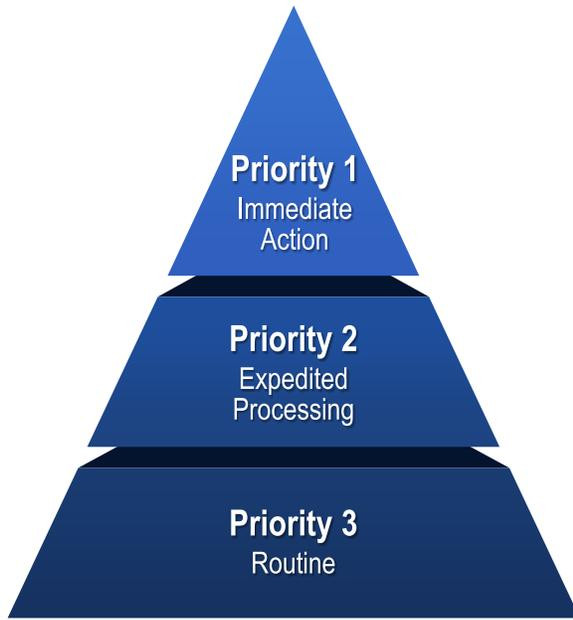 Priority 1
Immediate
Action
Priority 2
Expedited
Processing
Priority 3
Routine